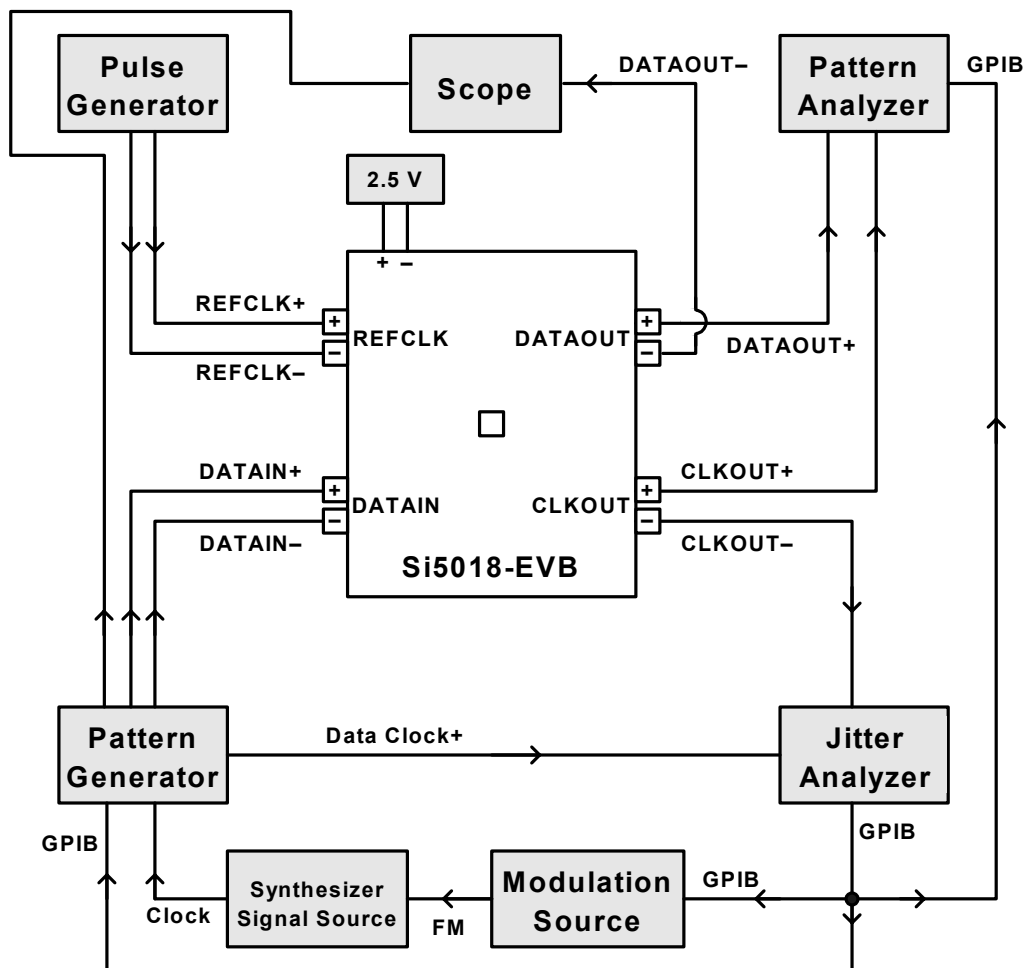 Pulse
Generator
Scope
DATAOUT–
Pattern
Analyzer
GPIB
2.5 V
+ –
REFCLK+
+
REFCLK
–
REFCLK–
DATAOUT
+
–
DATAOUT+
DATAIN+
+
DATAIN
–
DATAIN–
CLKOUT+
+
CLKOUT
–
CLKOUT–
Si5018-EVB
Pattern
Generator
Data Clock+
Jitter
Analyzer
GPIB
GPIB
Clock
Synthesizer
Signal Source
FM
Modulation
Source
GPIB